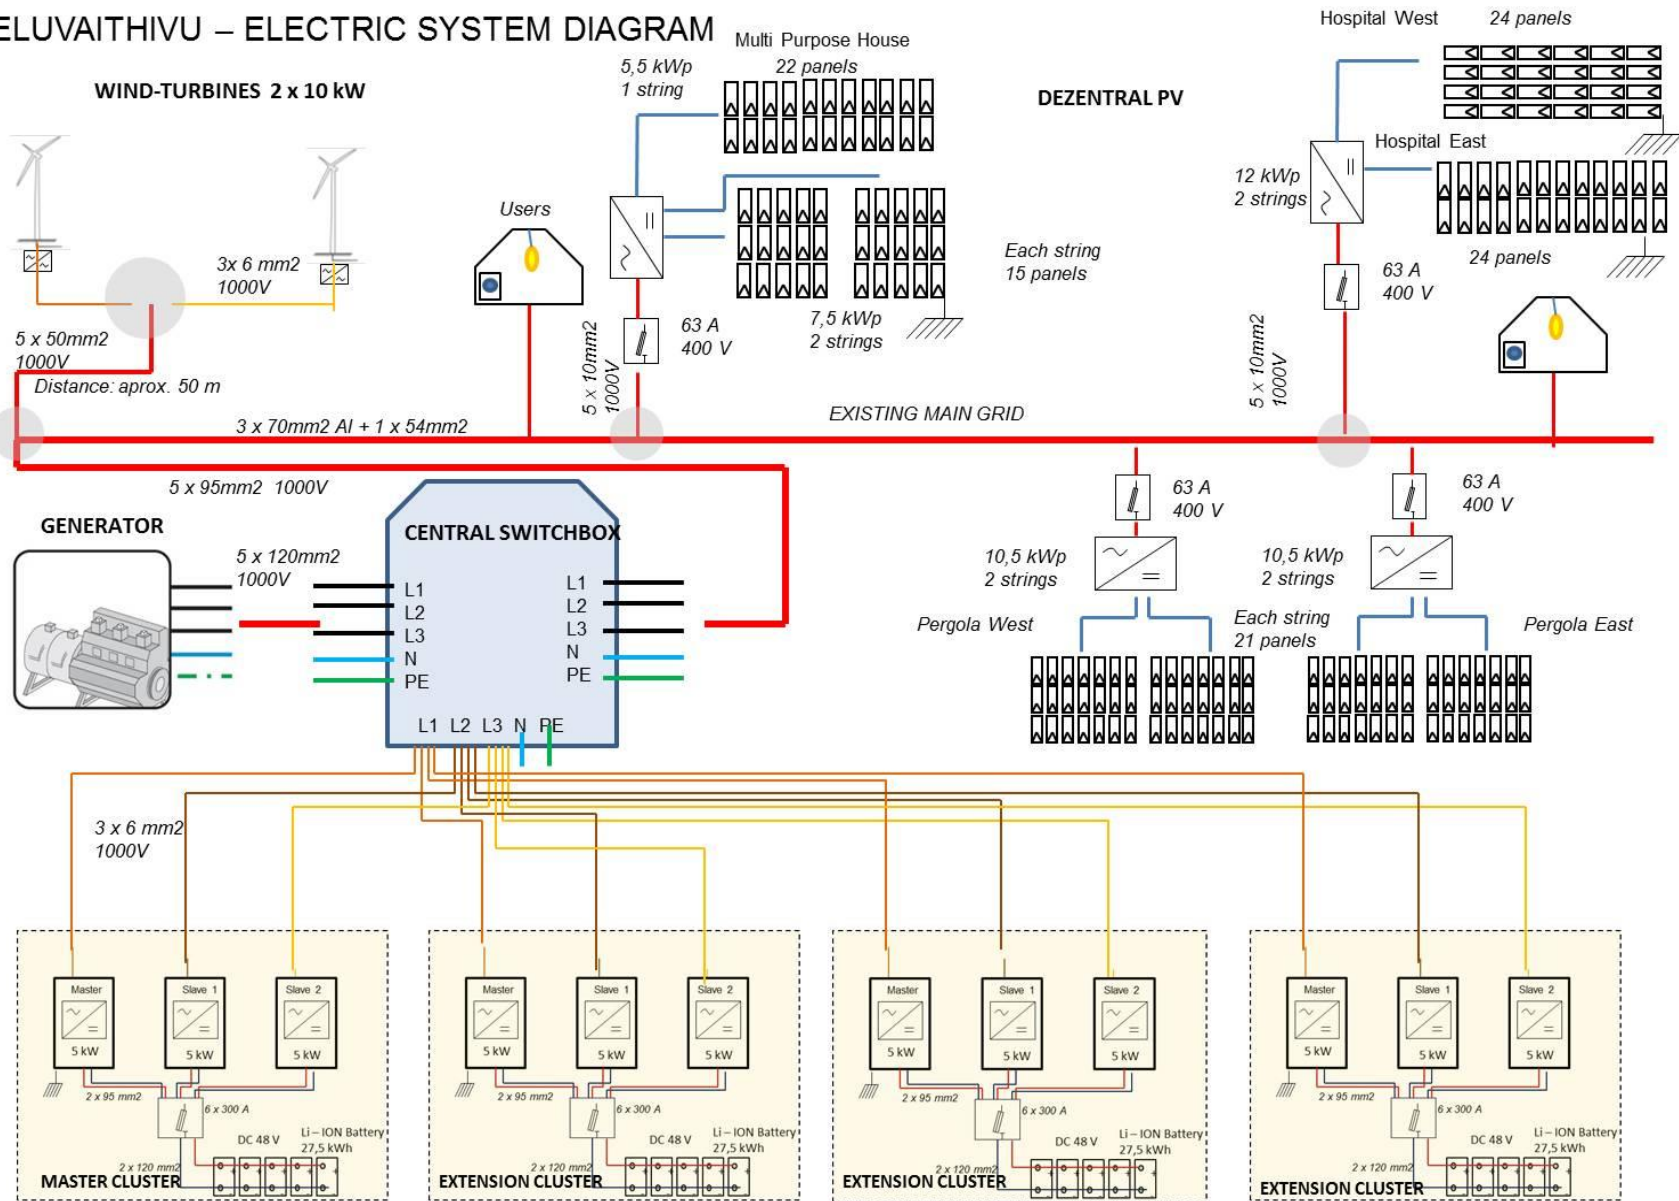 ELUVAITHIVU – ELECTRIC SYSTEM DIAGRAM
WIND-TURBINES 2 x 10 kW
3x 6 mm2
1000V
5 x 50mm2
1000V
Distance: aprox. 50 m
Users
5,5 kWp
1 string
Multi Purpose House
22 panels
7,5 kWp
2 strings
63 A
400 V
5 x 10mm2
1000V
Each string
15 panels
DEZENTRAL PV
Hospital West
24 panels
Hospital East
24 panels
12 kWp
2 strings
63 A
400 V
5 x 10mm2
1000V
3 x 70mm2 Al + 1 x 54mm2
EXISTING MAIN GRID
5 x 95mm2 1000V
GENERATOR
5 x 120mm2
1000V
CENTRAL SWITCHBOX
L1
L2
L3
N
PE
L1
L2
L3
N
PE
L1 L2 L3 N PE
63 A
400 V
10,5 kWp
2 strings
Pergola West
63 A
400 V
10,5 kWp
2 strings
Each string
21 panels
Pergola East
3 x 6 mm2
1000V
Master
5 kW
Slave 1
5 kW
Slave 2
5 kW
2 x 95 mm2
6 x 300 A
DC 48 V
Li – ION Battery
27,5 kWh
2 x 120 mm2
MASTER CLUSTER
Master
5 kW
Slave 1
5 kW
Slave 2
5 kW
2 x 95 mm2
6 x 300 A
DC 48 V
Li – ION Battery
27,5 kWh
2 x 120 mm2
EXTENSION CLUSTER
Master
5 kW
Slave 1
5 kW
Slave 2
5 kW
2 x 95 mm2
6 x 300 A
DC 48 V
Li – ION Battery
27,5 kWh
2 x 120 mm2
EXTENSION CLUSTER
Master
5 kW
Slave 1
5 kW
Slave 2
5 kW
2 x 95 mm2
6 x 300 A
DC 48 V
Li – ION Battery
27,5 kWh
2 x 120 mm2
EXTENSION CLUSTER